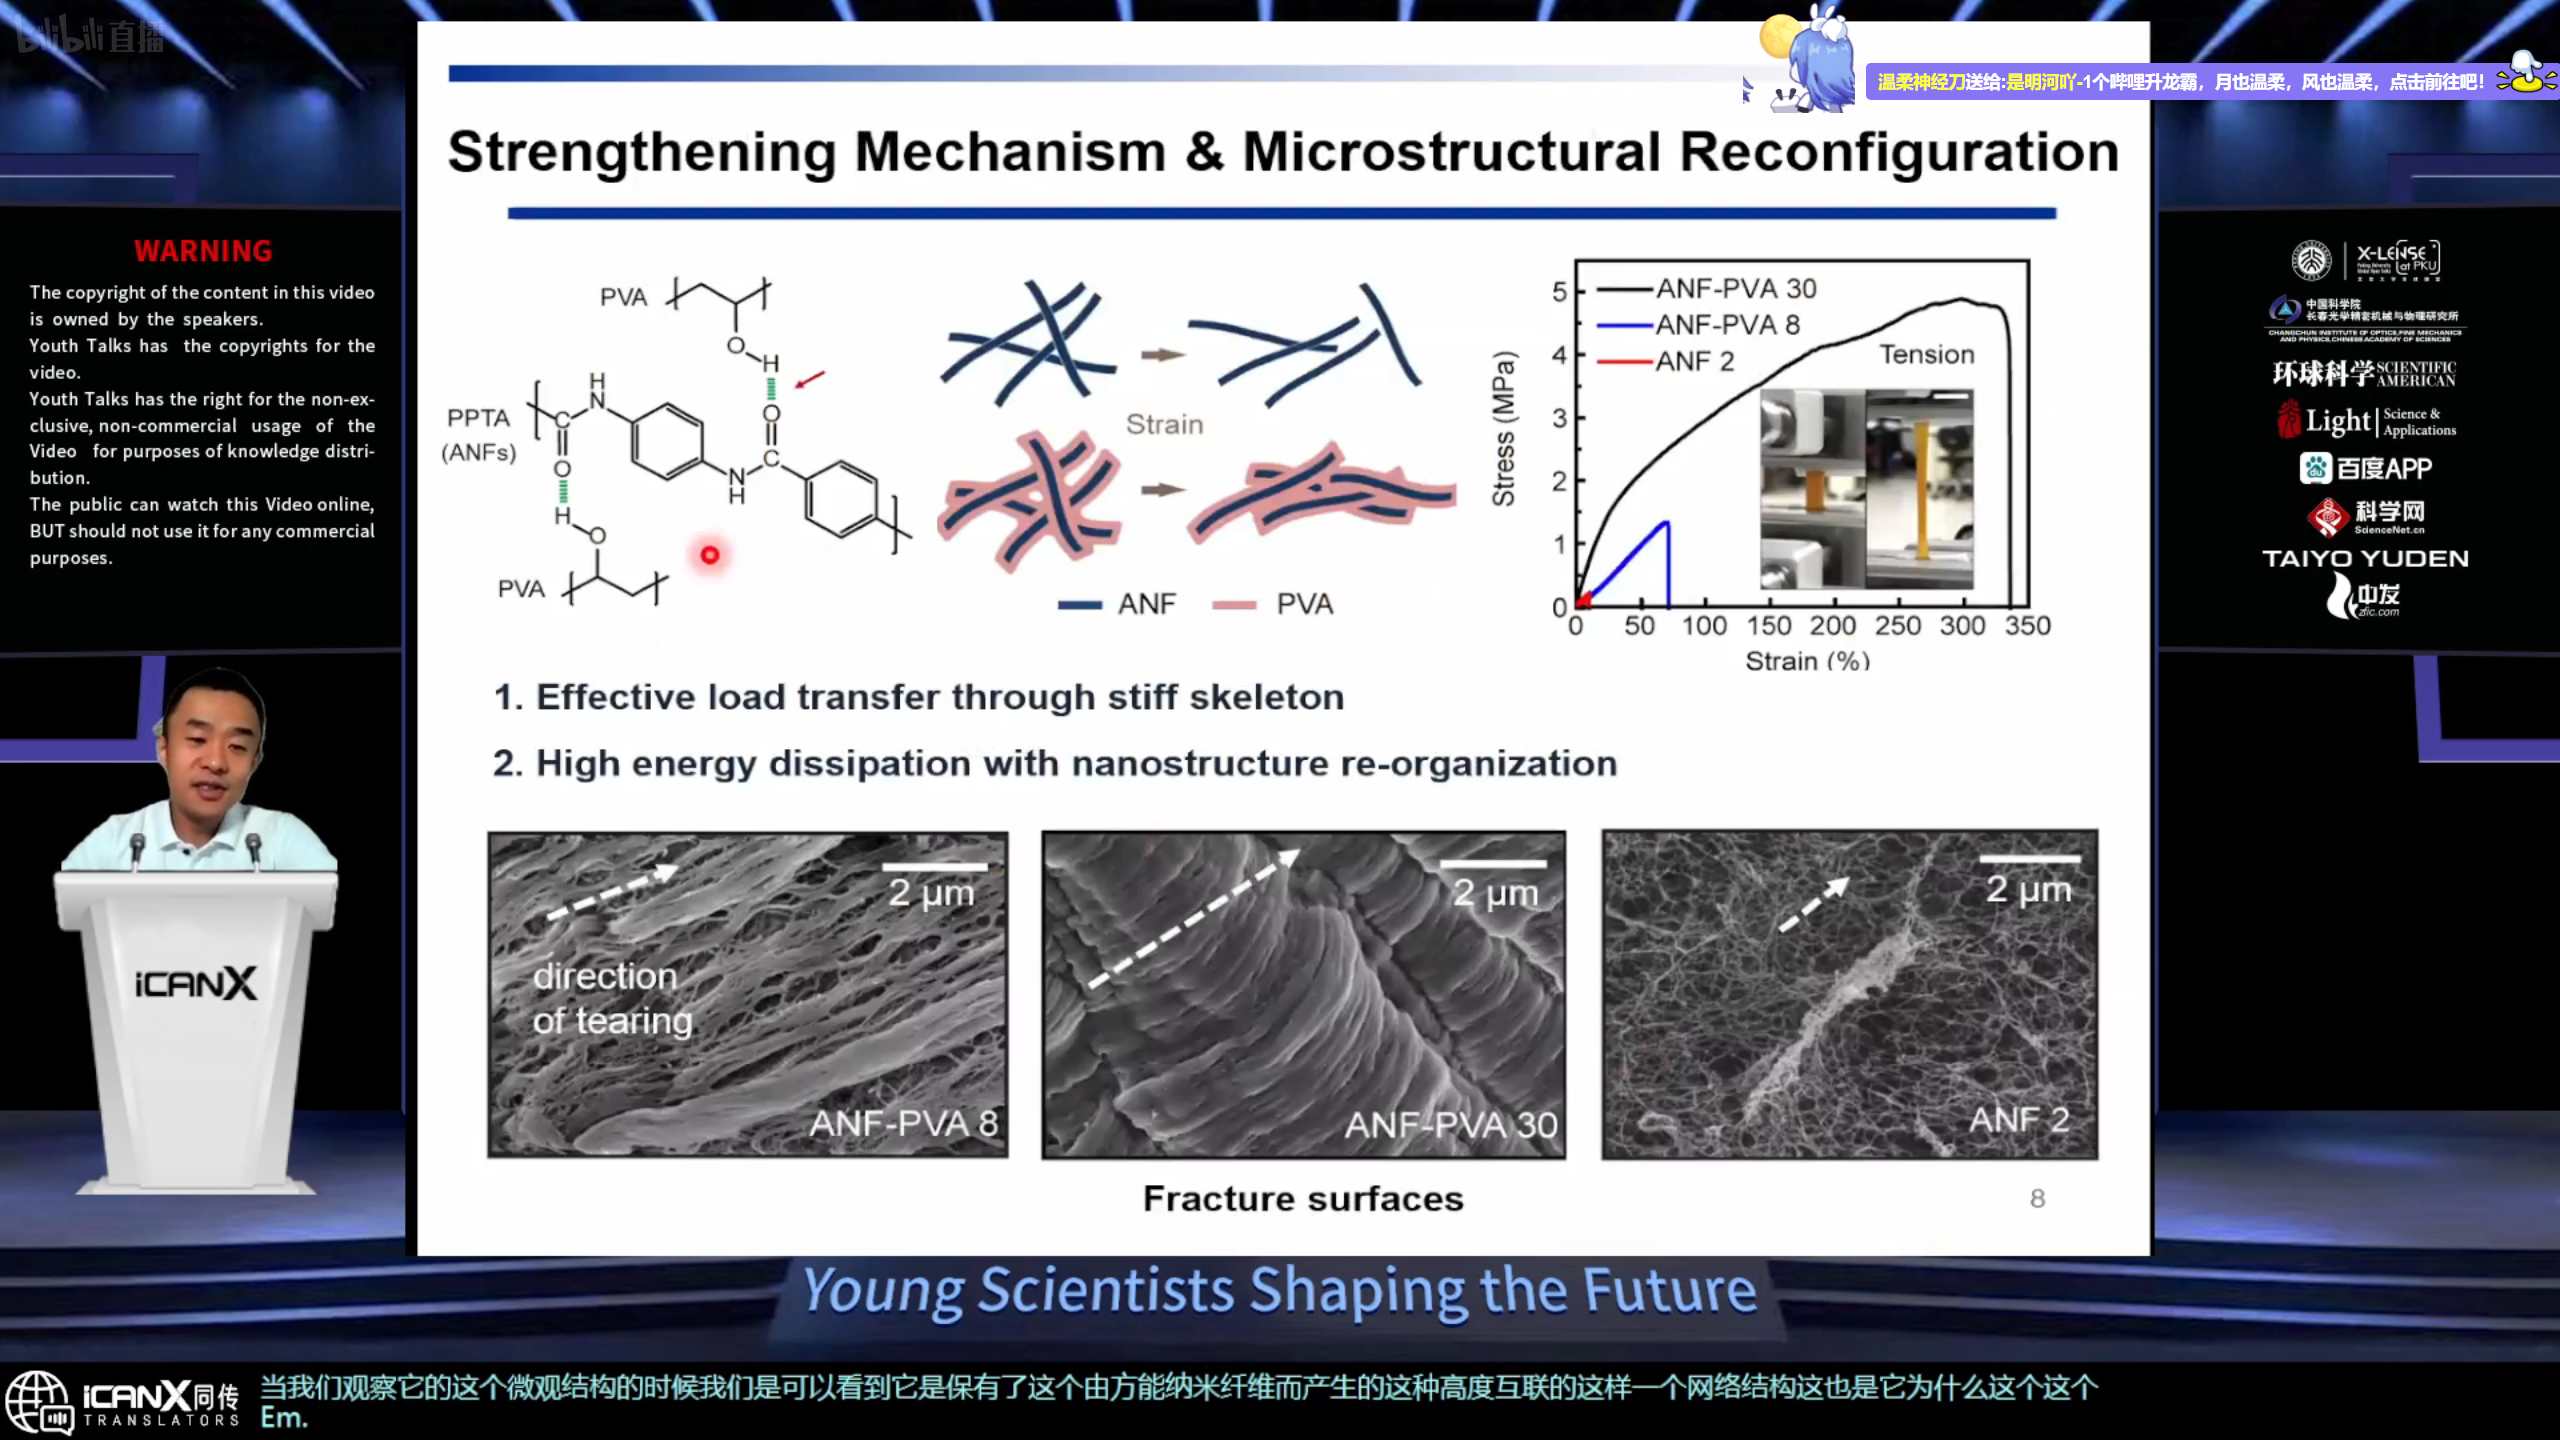 bilibili 直播
温柔神经刀送给:是明河吖-1个哔哩升龙霸，月也温柔，风也温柔，点击前往吧！
Strengthening Mechanism & Microstructural Reconfiguration
WARNING
The copyright of the content in this video
is owned by the speakers.
Youth Talks has the copyrights for the
video.
Youth Talks has the right for the non-ex-
clusive, non-commercial usage of the
Video for purposes of knowledge distri-
bution.
The public can watch this Video online,
BUT should not use it for any commercial
purposes.
PVA
O
H
PPTA
(ANFs)
H
N
C
O
O
C
N
H
H
O
PVA
Strain
ANF
PVA
ANF-PVA 30
ANF-PVA 8
ANF 2
Tension
Stress (MPa)
5
4
3
2
1
0
0 50 100 150 200 250 300 350
Strain (%)
1. Effective load transfer through stiff skeleton
2. High energy dissipation with nanostructure re-organization
2 μm
direction
of tearing
ANF-PVA 8
2 μm
ANF-PVA 30
2 μm
ANF 2
Fracture surfaces
8
X-LENSE
at PKU
中国科学院
长春光学精密机械与物理研究所
CHANGCHUN INSTITUTE OF OPTICS,FINE MECHANICS
AND PHYSICS,CHINESE ACADEMY OF SCIENCES
环球科学 SCIENTIFIC
AMERICAN
Light Science &
Applications
du 百度APP
科学网
ScienceNet.cn
TAIYO YUDEN
中发
zfic.com
iCANX
Young Scientists Shaping the Future
iCANX同传
TRANSLATORS
当我们观察它的这个微观结构的时候我们是可以看到它是保有了这个由方能纳米纤维而产生的这种高度互联的这样一个网络结构这也是它为什么这个这个
Em.